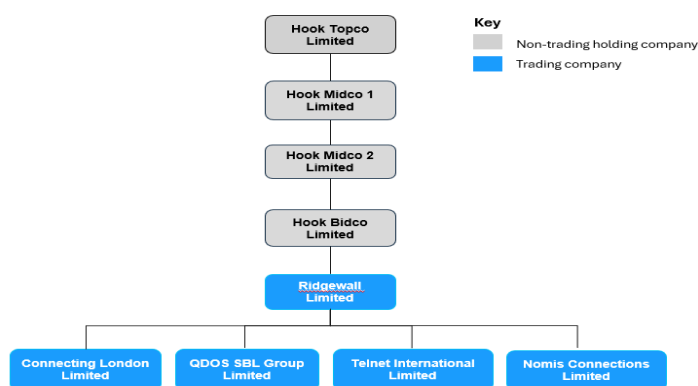 Hook Topco
Limited
Key
Non-trading holding company
Trading company
Hook Midco 1
Limited
Hook Midco 2
Limited
Hook Bidco
Limited
Ridgewall
Limited
Connecting London
Limited
QDOS SBL Group
Limited
Telnet International
Limited
Nomis Connections
Limited